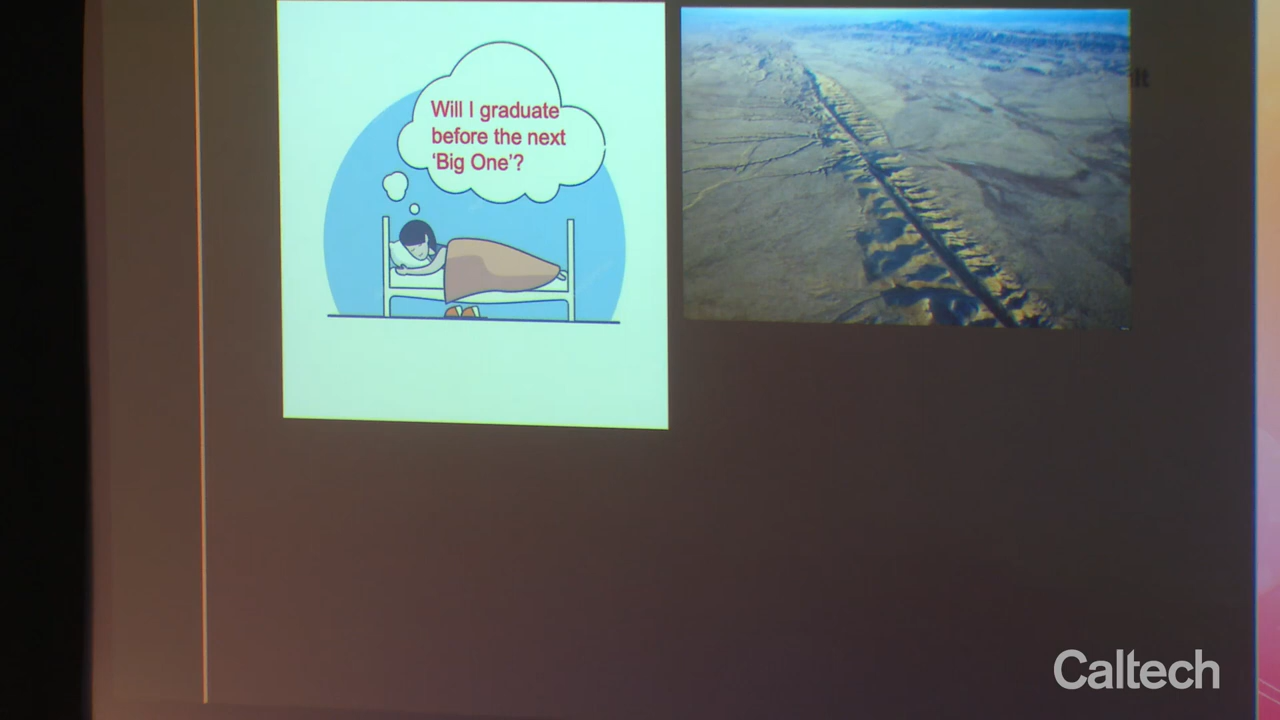 Will I graduate
before the next
‘Big One’?
Caltech